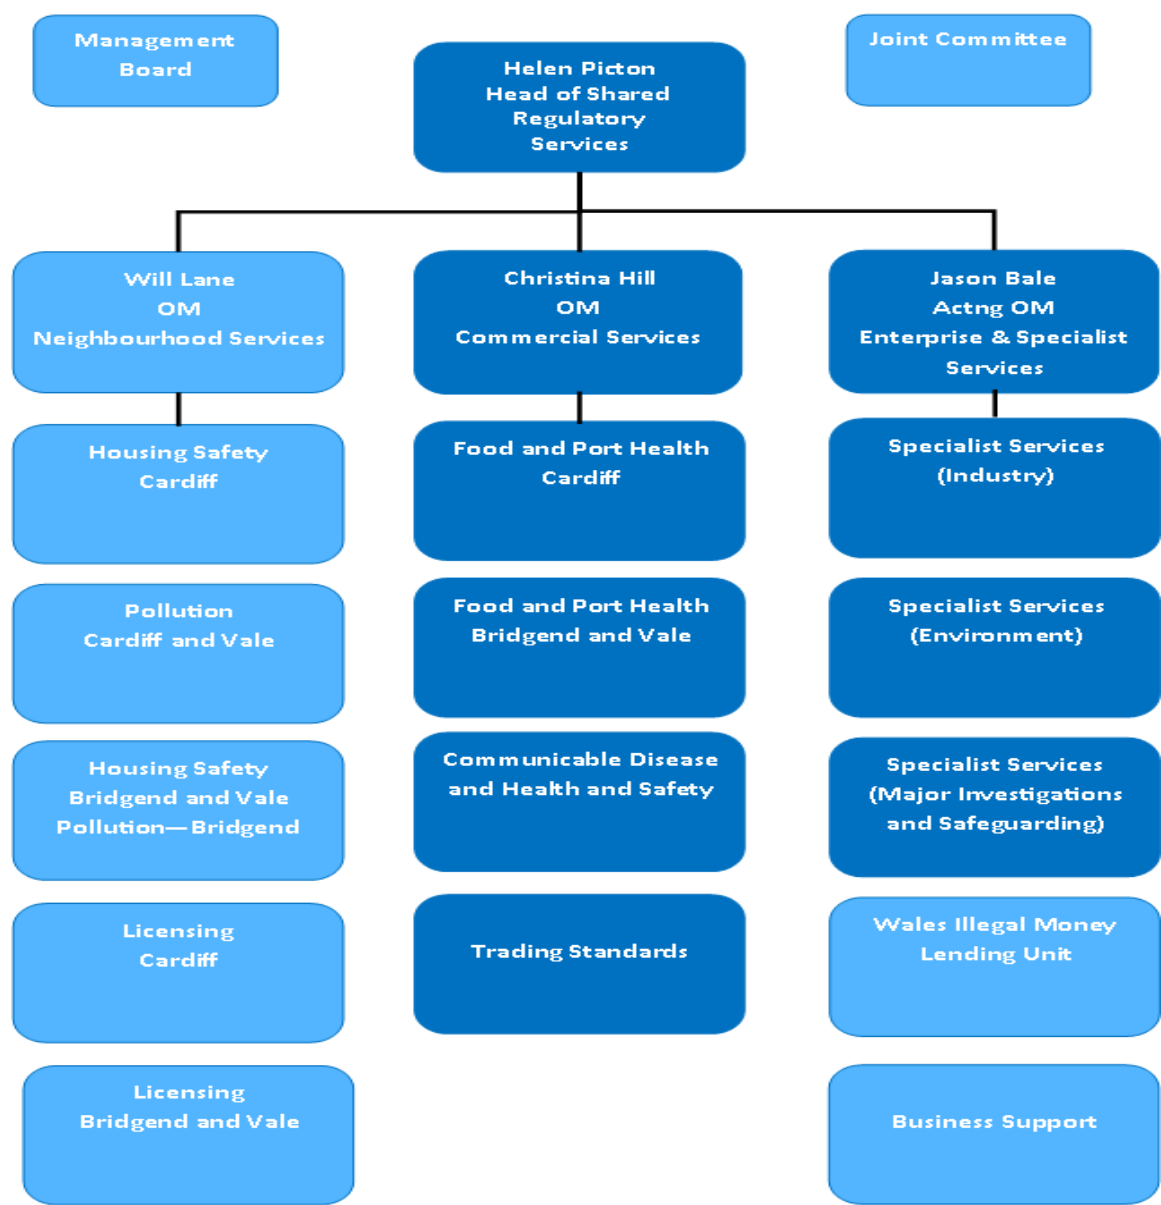 Management
Board
Helen Picton
Head of Shared
Regulatory
Services
Joint Committee
Will Lane
OM
Neighbourhood Services
Christina Hill
OM
Commercial Services
Jason Bale
Actng OM
Enterprise & Specialist
Services
Housing Safety
Cardiff
Food and Port Health
Cardiff
Specialist Services
(Industry)
Pollution
Cardiff and Vale
Food and Port Health
Bridgend and Vale
Specialist Services
(Environment)
Housing Safety
Bridgend and Vale
Pollution—Bridgend
Communicable Disease
and Health and Safety
Specialist Services
(Major Investigations
and Safeguarding)
Licensing
Cardiff
Trading Standards
Wales Illegal Money
Lending Unit
Licensing
Bridgend and Vale
Business Support